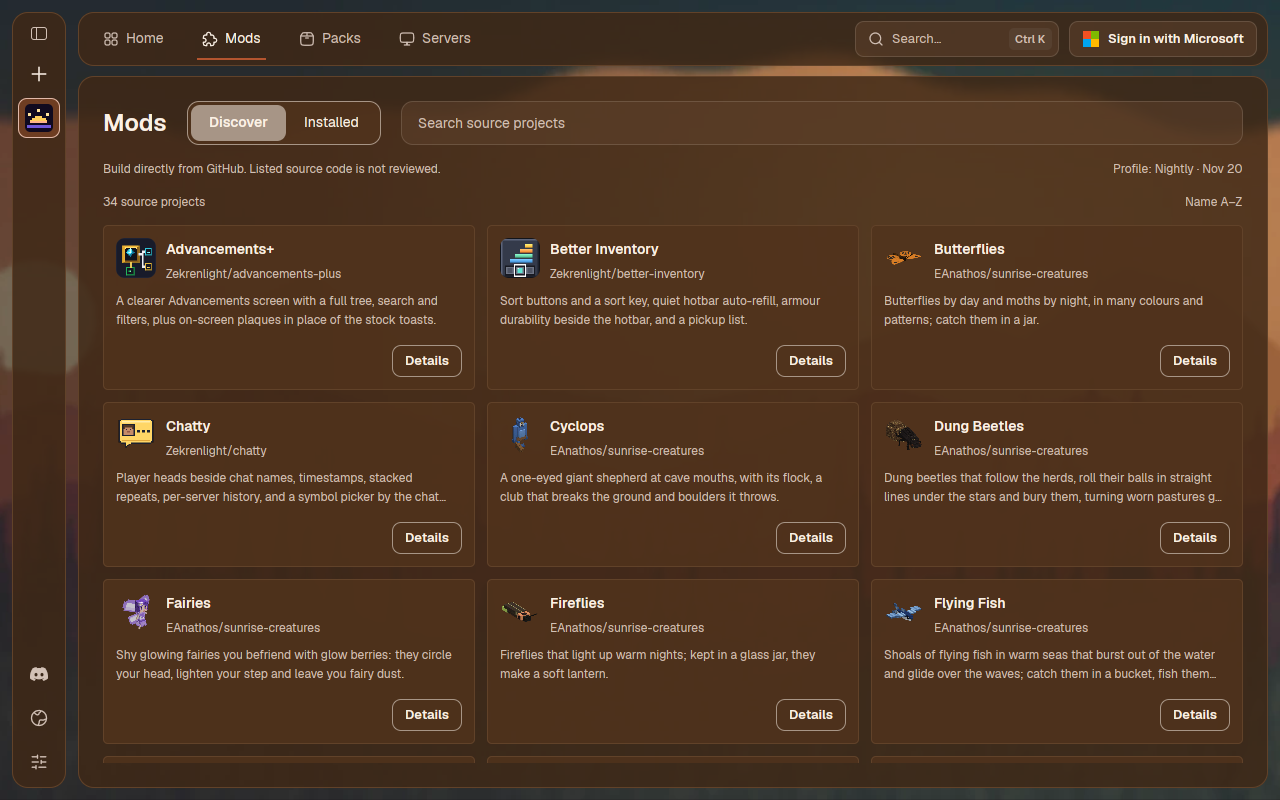 Home
Mods
Packs
Servers
Search...
Ctrl K
Sign in with Microsoft
Mods
Discover
Installed
Search source projects
Build directly from GitHub. Listed source code is not reviewed.
Profile: Nightly · Nov 20
34 source projects
Name A–Z
Advancements+
Zekrenlight/advancements-plus
A clearer Advancements screen with a full tree, search and
filters, plus on-screen plaques in place of the stock toasts.
Details
Better Inventory
Zekrenlight/better-inventory
Sort buttons and a sort key, quiet hotbar auto-refill, armour
durability beside the hotbar, and a pickup list.
Details
Butterflies
EAnathos/sunrise-creatures
Butterflies by day and moths by night, in many colours and
patterns; catch them in a jar.
Details
Chatty
Zekrenlight/chatty
Player heads beside chat names, timestamps, stacked
repeats, per-server history, and a symbol picker by the chat…
Details
Cyclops
EAnathos/sunrise-creatures
A one-eyed giant shepherd at cave mouths, with its flock, a
club that breaks the ground and boulders it throws.
Details
Dung Beetles
EAnathos/sunrise-creatures
Dung beetles that follow the herds, roll their balls in straight
lines under the stars and bury them, turning worn pastures g…
Details
Fairies
EAnathos/sunrise-creatures
Shy glowing fairies you befriend with glow berries: they circle
your head, lighten your step and leave you fairy dust.
Details
Fireflies
EAnathos/sunrise-creatures
Fireflies that light up warm nights; kept in a glass jar, they
make a soft lantern.
Details
Flying Fish
EAnathos/sunrise-creatures
Shoals of flying fish in warm seas that burst out of the water
and glide over the waves; catch them in a bucket, fish them…
Details